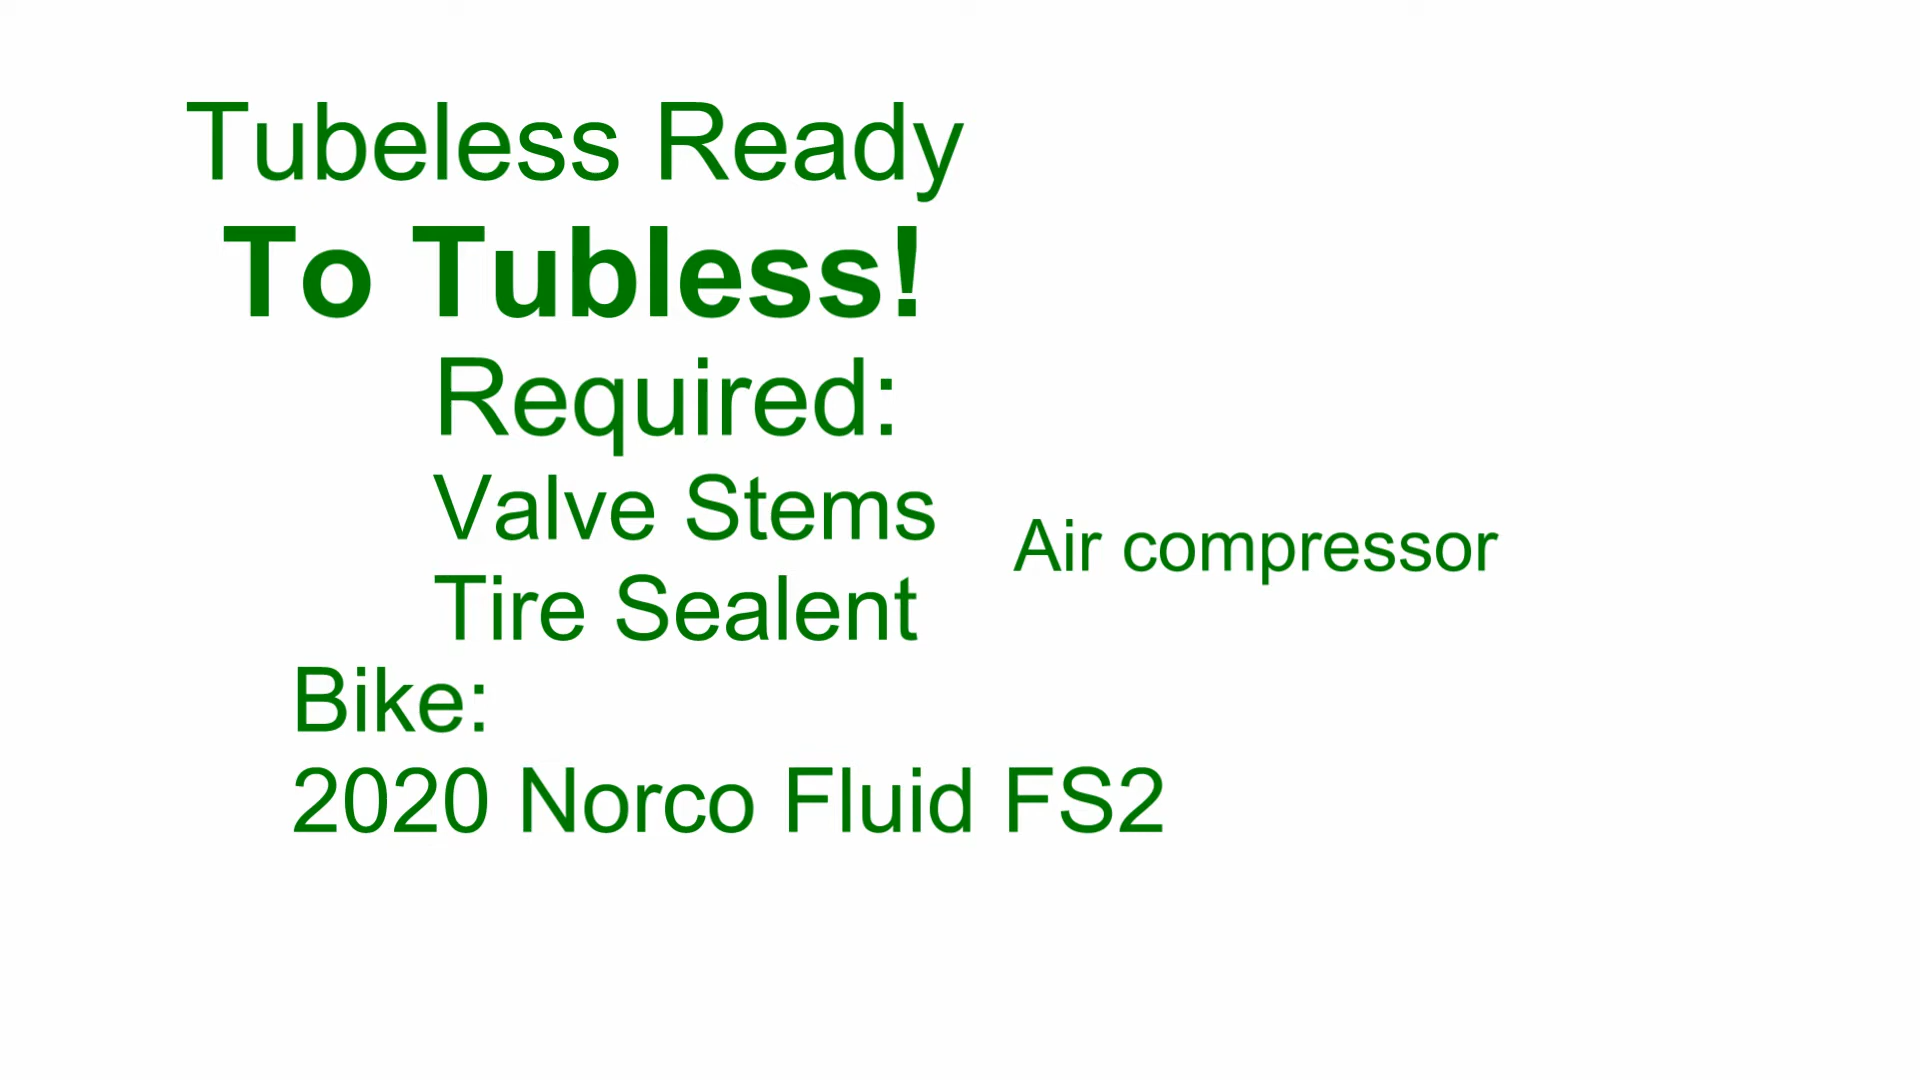 Tubeless Ready
To Tubless!
Required:
Valve Stems
Air compressor
Tire Sealent
Bike:
2020 Norco Fluid FS2